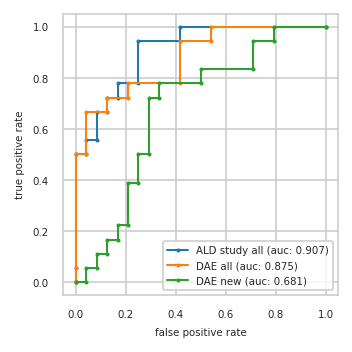 1.0
0.8
0.6
0.4
0.2
0.0
true positive rate
ALD study all (auc: 0.907)
DAE all (auc: 0.875)
DAE new (auc: 0.681)
0.0 0.2 0.4 0.6 0.8 1.0
false positive rate